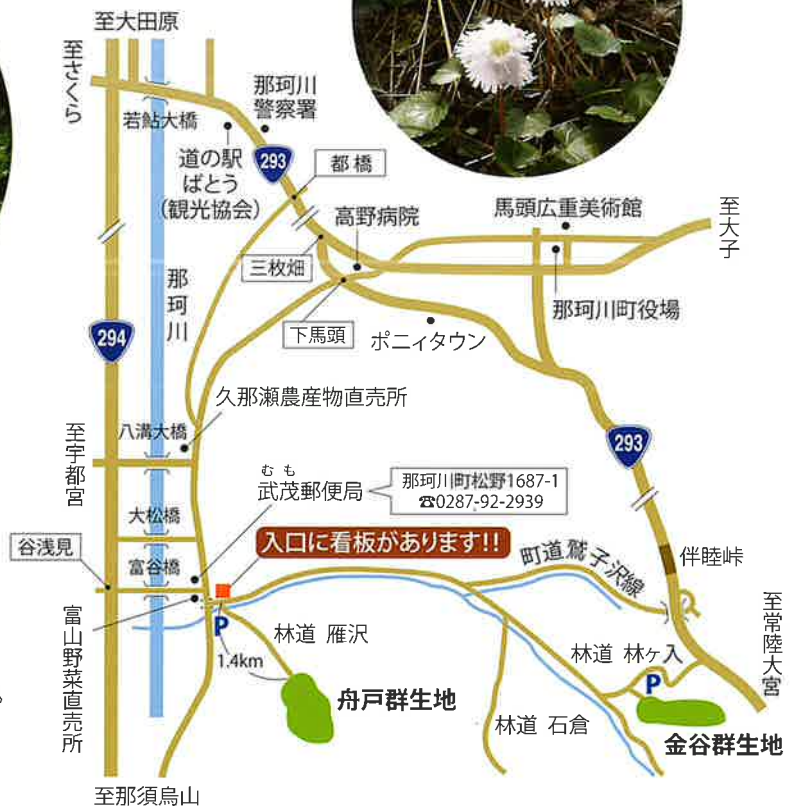 至大田原
至さくら
若鮎大橋
那珂川
警察署
道の駅
ばとう
(観光協会)
293
都橋
高野病院
馬頭広重美術館
至大子
三枚畑
那珂川
那珂川町役場
下馬頭
ポニィタウン
294
久那瀬農産物直売所
293
至宇都宮
八溝大橋
むも
武茂郵便局
那珂川町松野1687-1
☎0287-92-2939
大松橋
谷浅見
入口に看板があります!!
町道鷲子沢線
伴睦峠
富谷橋
至常陸大宮
富山野菜直売所
P
林道 雁沢
1.4km
林道 林ヶ入
P
舟戸群生地
林道 石倉
金谷群生地
至那須烏山